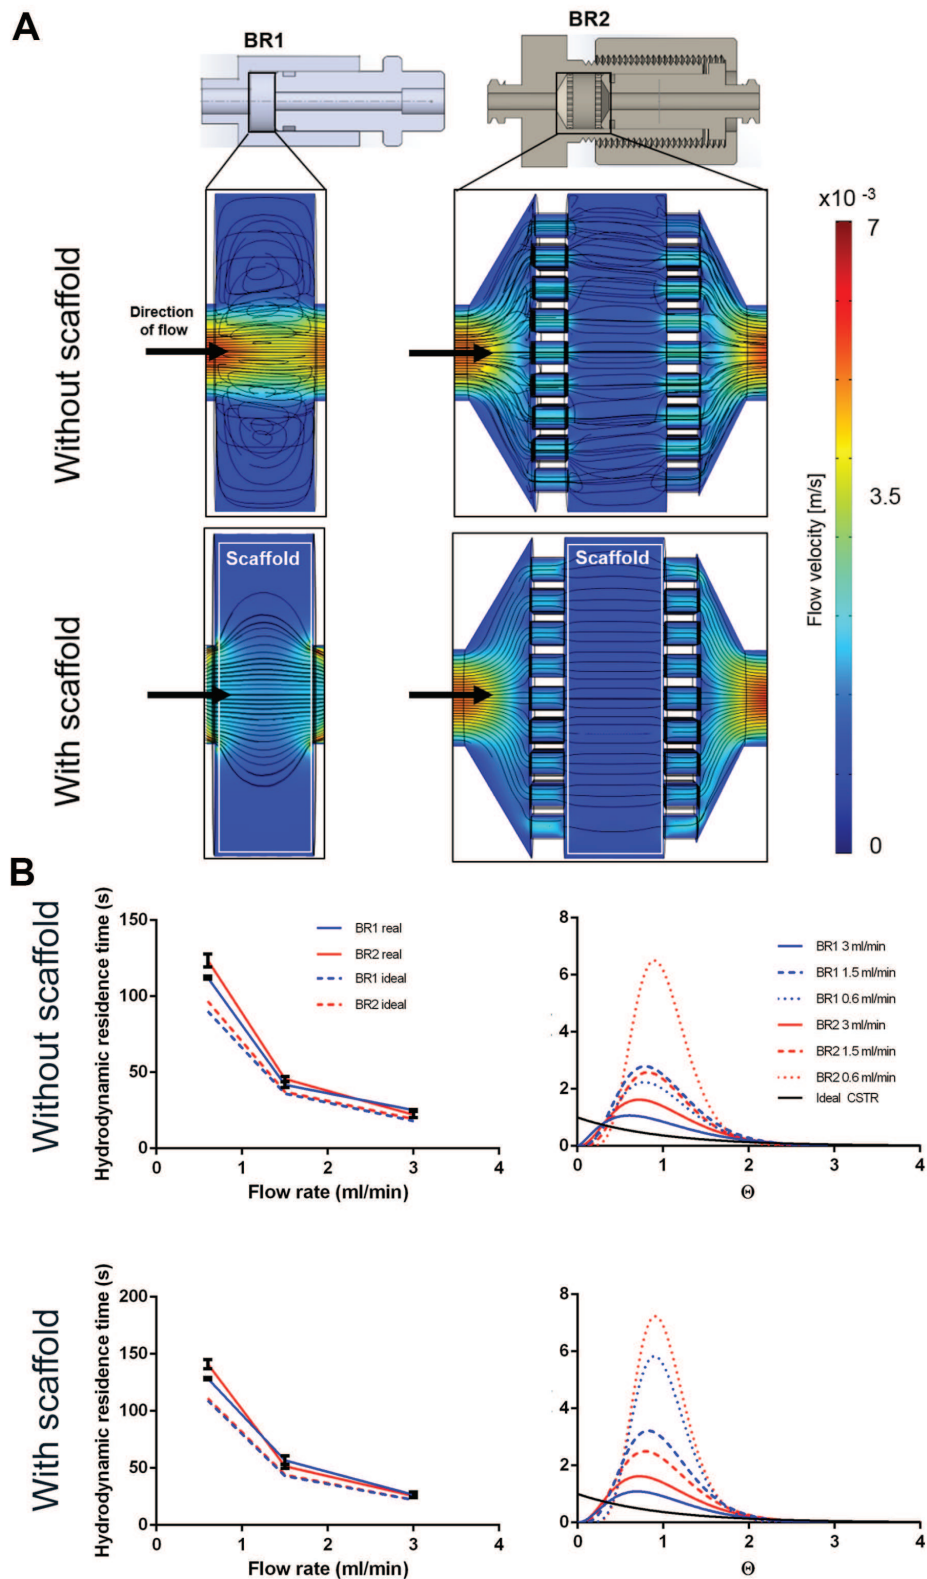 A
BR1
BR2
Without scaffold
Direction
of flow
x10 -3
7
3.5
0
Flow velocity [m/s]
With scaffold
Scaffold
Scaffold
B
Without scaffold
Hydrodynamic residence time (s)
150
100
50
0
0 1 2 3 4
Flow rate (ml/min)
BR1 real
BR2 real
BR1 ideal
BR2 ideal
8
6
4
2
0
0 1 2 3 4
Θ
BR1 3 ml/min
BR1 1.5 ml/min
BR1 0.6 ml/min
BR2 3 ml/min
BR2 1.5 ml/min
BR2 0.6 ml/min
Ideal CSTR
With scaffold
Hydrodynamic residence time (s)
200
150
100
50
0
0 1 2 3 4
Flow rate (ml/min)
8
6
4
2
0
0 1 2 3 4
Θ